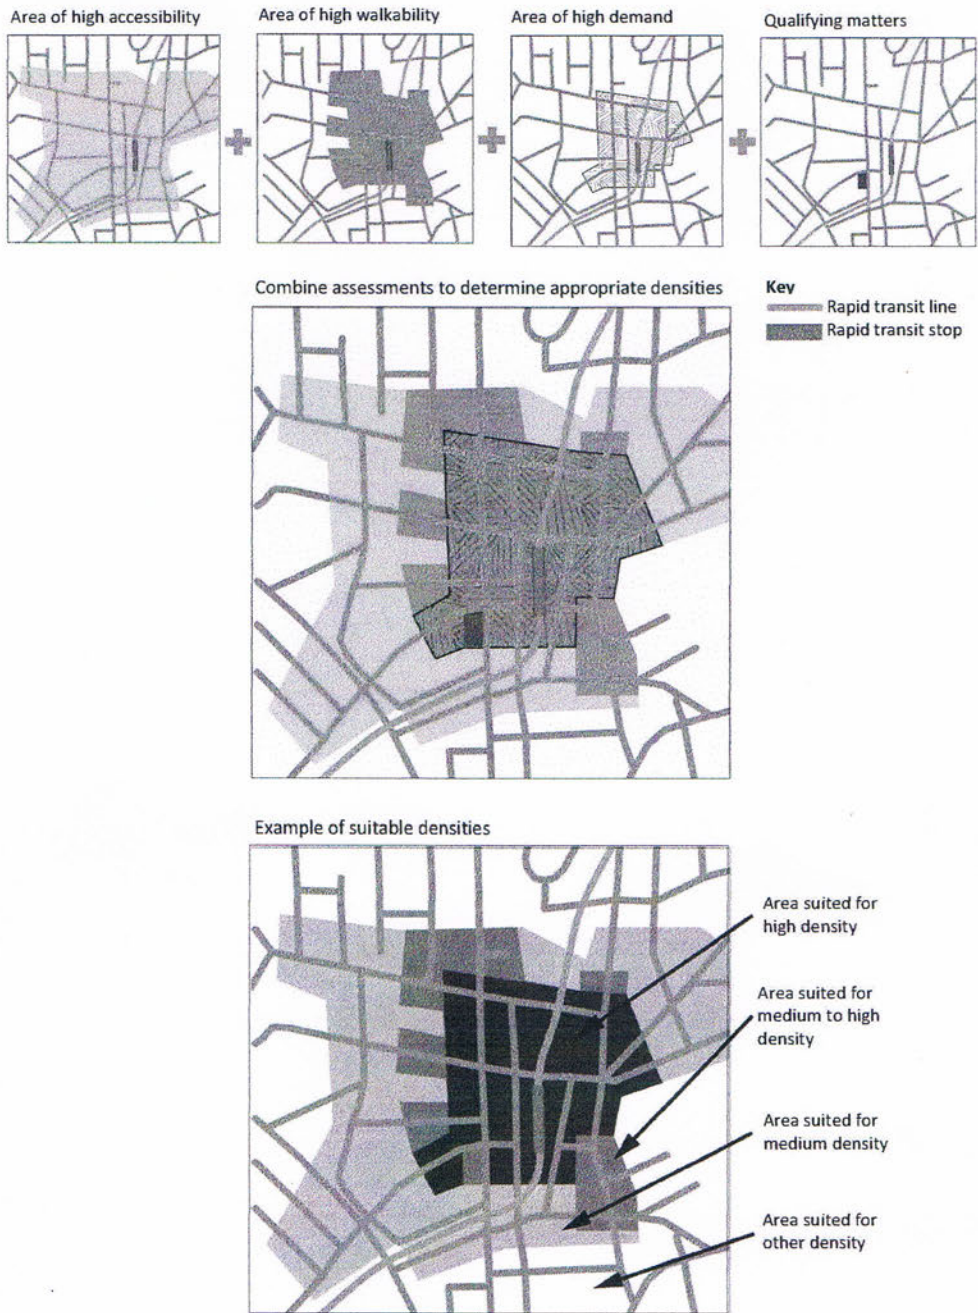 Area of high accessibility
Area of high walkability
Area of high demand
Qualifying matters
Combine assessments to determine appropriate densities
Key
Rapid transit line
Rapid transit stop
Example of suitable densities
Area suited for
high density
Area suited for
medium to high
density
Area suited for
medium density
Area suited for
other density